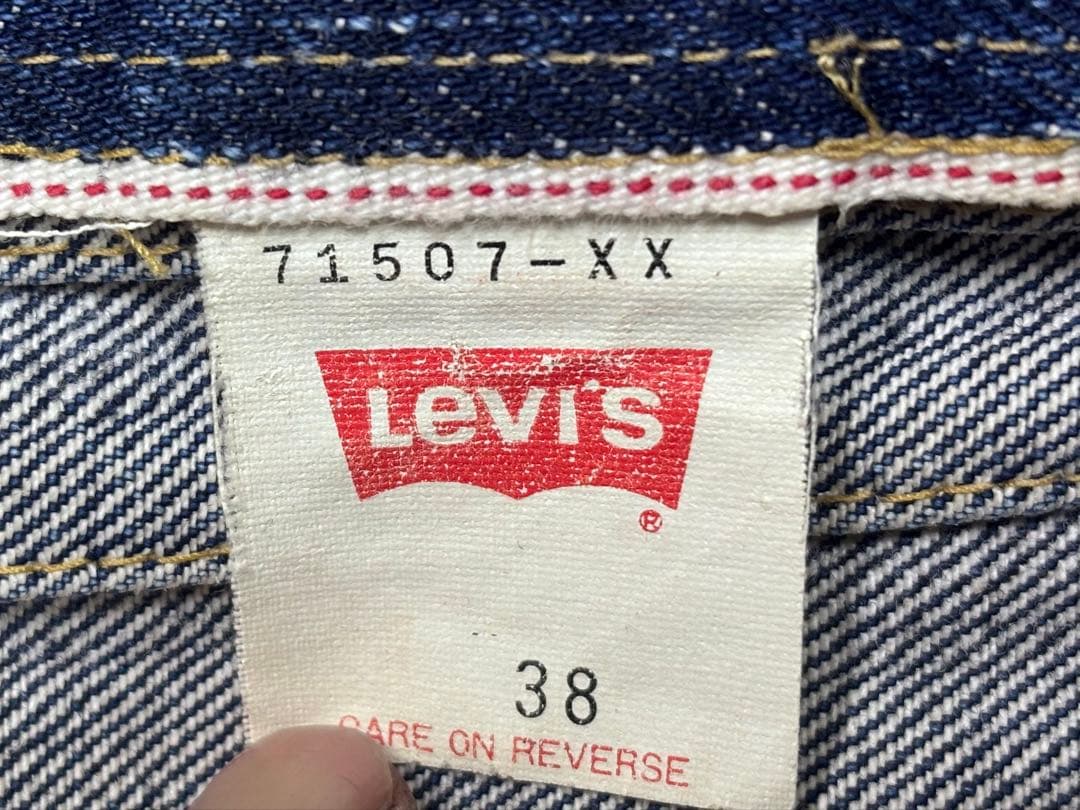 71507-XX
Levi's
®
38
CARE ON REVERSE